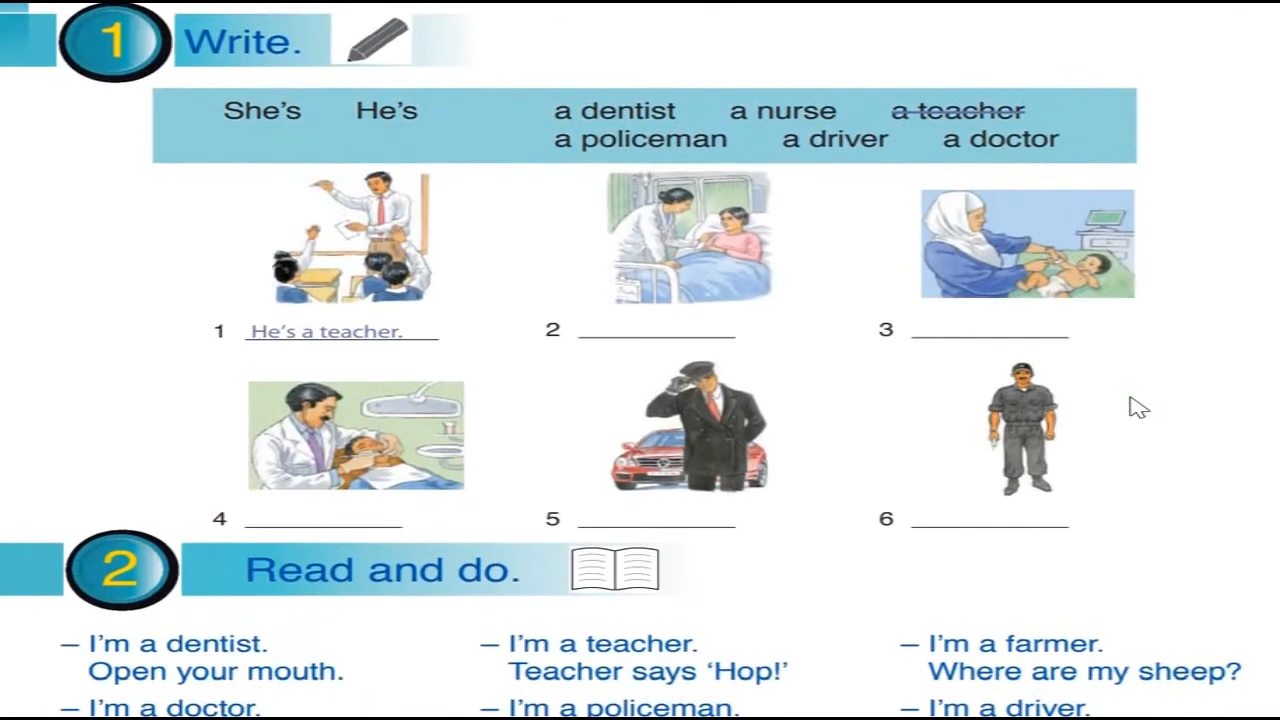 1 Write.
She's He's a dentist a nurse a teacher
a policeman a driver a doctor
1 He's a teacher. 2 3
4 5 6
2 Read and do.
– I'm a dentist. – I'm a teacher. – I'm a farmer.
Open your mouth. Teacher says ‘Hop!’ Where are my sheep?
– I'm a doctor. – I'm a policeman. – I'm a driver.